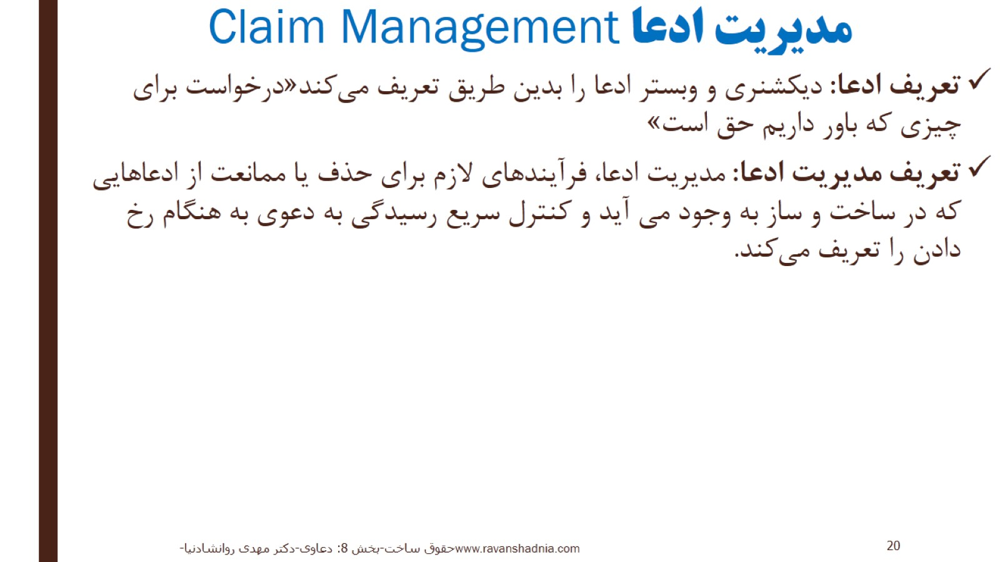 مدیریت ادعا Claim Management
✓ تعریف ادعا: دیکشنری و وبستر ادعا را بدین طریق تعریف می‌کند«درخواست برای
چیزی که باور داریم حق است»
✓ تعریف مدیریت ادعا: مدیریت ادعا، فرآیندهای لازم برای حذف یا ممانعت از ادعاهایی
که در ساخت و ساز به وجود می آید و کنترل سریع رسیدگی به دعوی به هنگام رخ
دادن را تعریف می‌کند.
حقوق ساخت-بخش 8: دعاوی-دکتر مهدی روانشادنیا-www.ravanshadnia.com
20